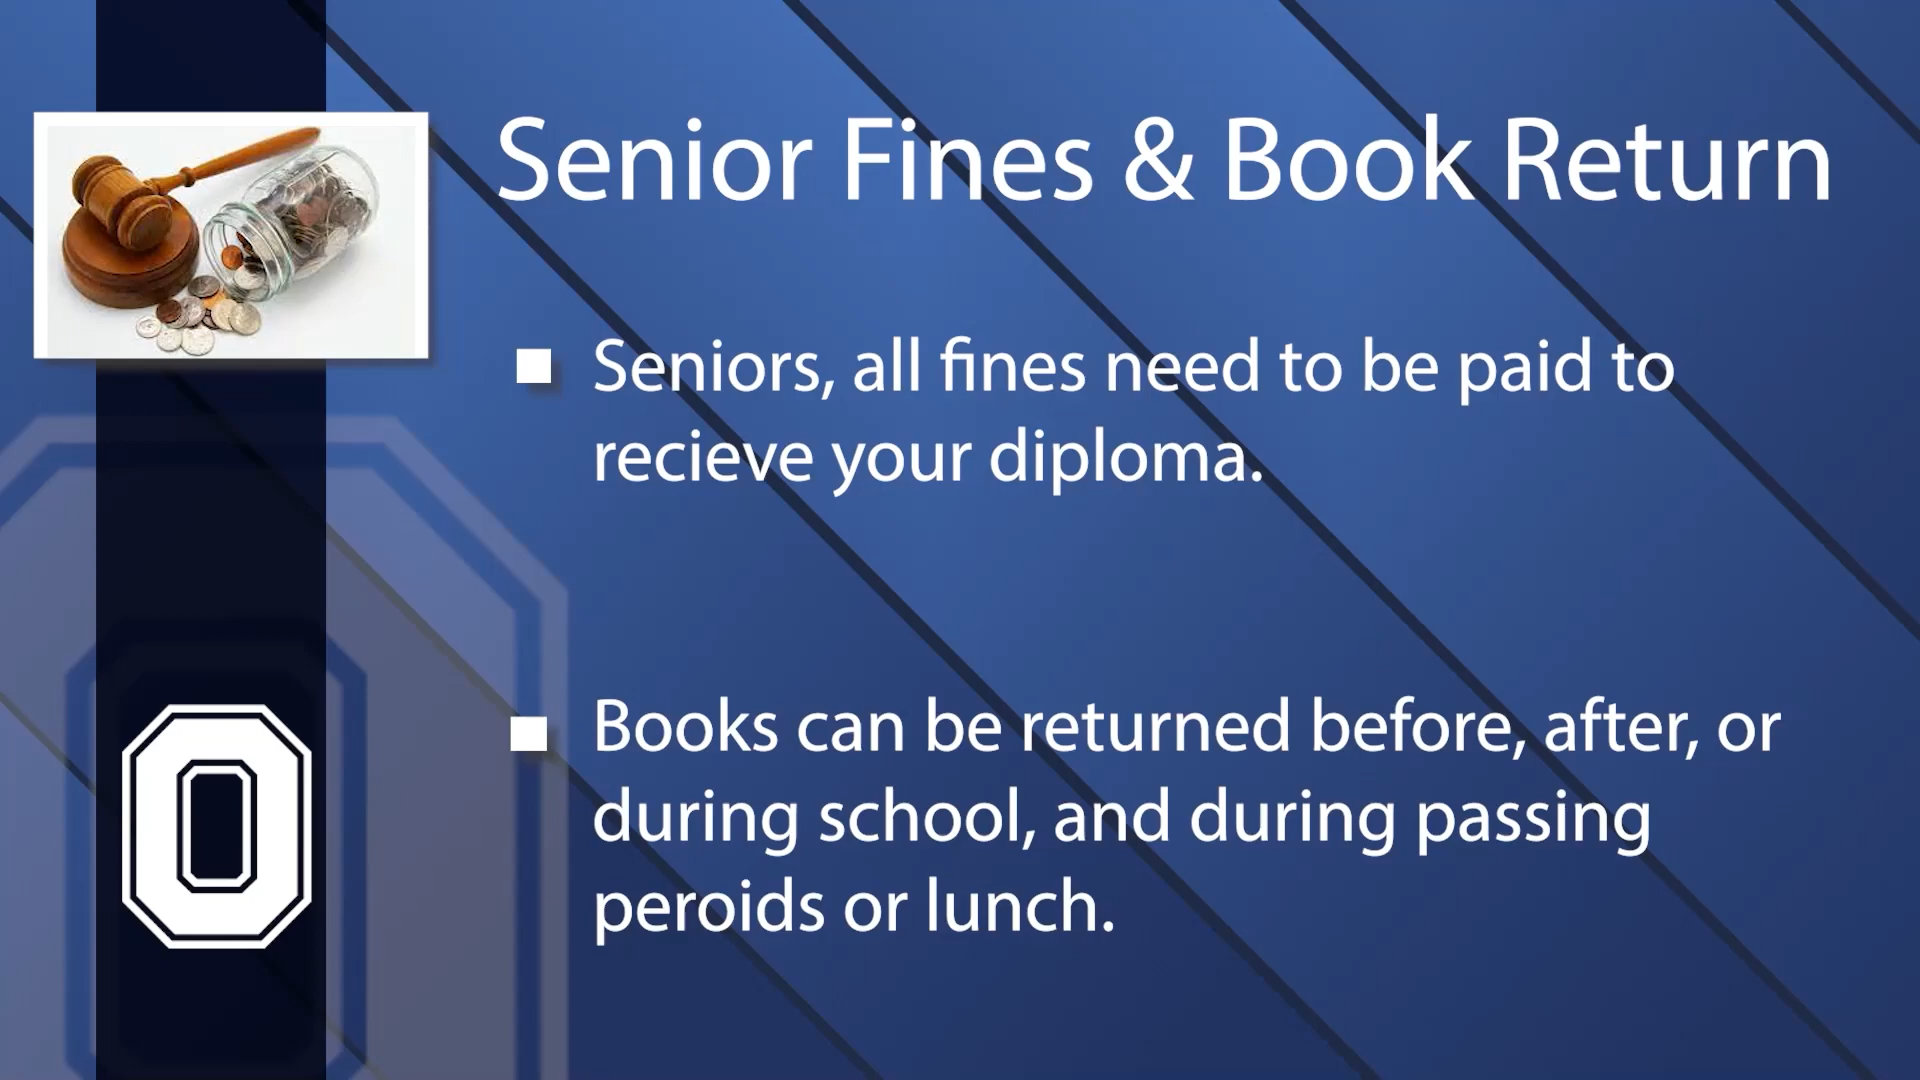 Senior Fines & Book Return
Seniors, all fines need to be paid to
recieve your diploma.
Books can be returned before, after, or
during school, and during passing
peroids or lunch.
O